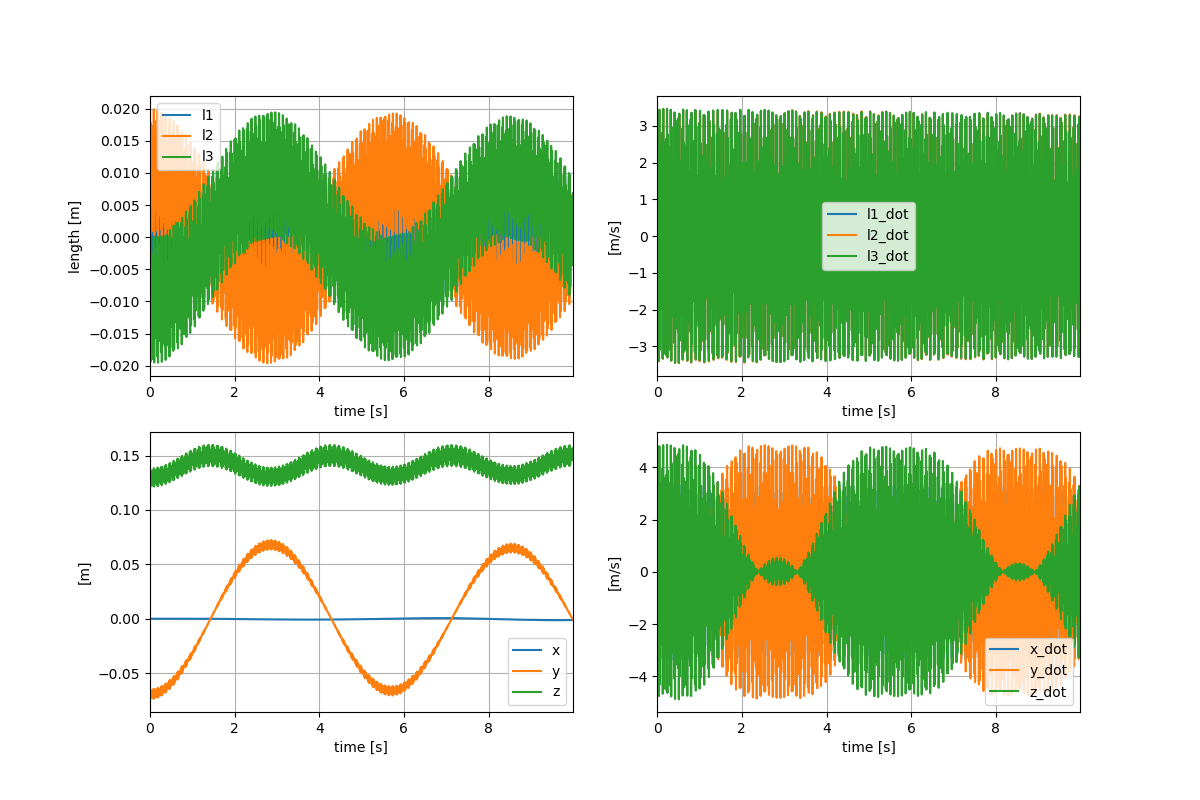 0.020
0.015
0.010
0.005
0.000
−0.005
−0.010
−0.015
−0.020
length [m]
l1
l2
l3
0 2 4 6 8
time [s]
3
2
1
0
−1
−2
−3
[m/s]
l1_dot
l2_dot
l3_dot
0 2 4 6 8
time [s]
0.15
0.10
0.05
0.00
−0.05
[m]
x
y
z
0 2 4 6 8
time [s]
4
2
0
−2
−4
[m/s]
x_dot
y_dot
z_dot
0 2 4 6 8
time [s]